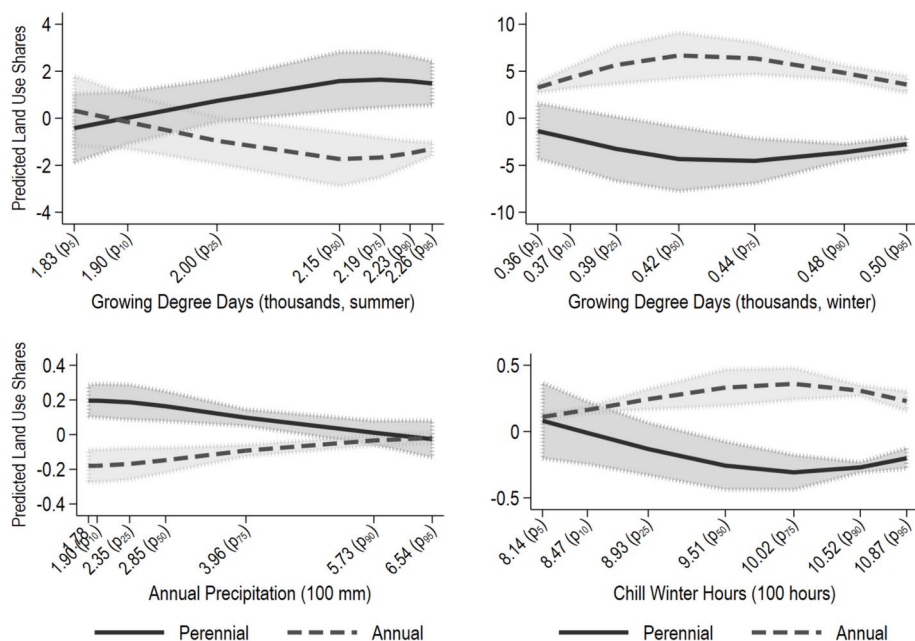 Predicted Land Use Shares
4
2
0
-2
-4
1.83 (p5)
1.90 (p10)
2.00 (p25)
2.15 (p50)
2.19 (p75)
2.23 (p90)
2.26 (p95)
Growing Degree Days (thousands, summer)
10
5
0
-5
-10
0.36 (p5)
0.37 (p10)
0.39 (p25)
0.42 (p50)
0.44 (p75)
0.48 (p90)
0.50 (p95)
Growing Degree Days (thousands, winter)
Predicted Land Use Shares
0.4
0.2
0
-0.2
-0.4
1.78
1.90 (p10)
2.35 (p25)
2.85 (p50)
3.96 (p75)
5.73 (p90)
6.54 (p95)
Annual Precipitation (100 mm)
0.5
0
-0.5
8.14 (p5)
8.47 (p10)
8.93 (p25)
9.51 (p50)
10.02 (p75)
10.52 (p90)
10.87 (p95)
Chill Winter Hours (100 hours)
Perennial Annual
Perennial Annual